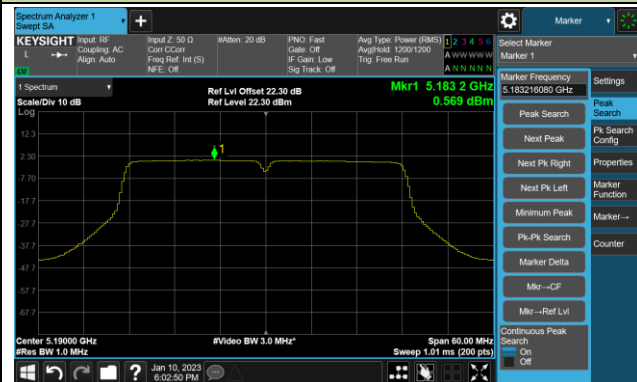 Spectrum Analyzer 1
Swept SA
+
Marker
KEYSIGHT
L
LXI
Input: RF
Coupling: AC
Align: Auto
Input Z: 50 Ω
Corr CCorr
Freq Ref: Int (S)
NFE: Off
#Atten: 20 dB
PNO: Fast
Gate: Off
IF Gain: Low
Sig Track: Off
Avg Type: Power (RMS)
Avg|Hold: 1200/1200
Trig: Free Run
1 2 3 4 5 6
A W W W W W
A N N N N N
Select Marker
Marker 1
1 Spectrum
Scale/Div 10 dB
Log
Ref Lvl Offset 22.30 dB
Ref Level 22.30 dBm
Mkr1 5.183 2 GHz
0.569 dBm
12.3
2.30
-7.70
-17.7
-27.7
-37.7
-47.7
-57.7
-67.7
1
Center 5.19000 GHz
#Res BW 1.0 MHz
#Video BW 3.0 MHz*
Span 60.00 MHz
Sweep 1.01 ms (200 pts)
Marker Frequency
5.183216080 GHz
Peak Search
Next Peak
Next Pk Right
Next Pk Left
Minimum Peak
Pk-Pk Search
Marker Delta
Mkr→CF
Mkr→Ref Lvl
Continuous Peak
Search
On
Off
Settings
Peak
Search
Pk Search
Config
Properties
Marker
Function
Marker→
Counter
?
Jan 10, 2023
6:02:50 PM